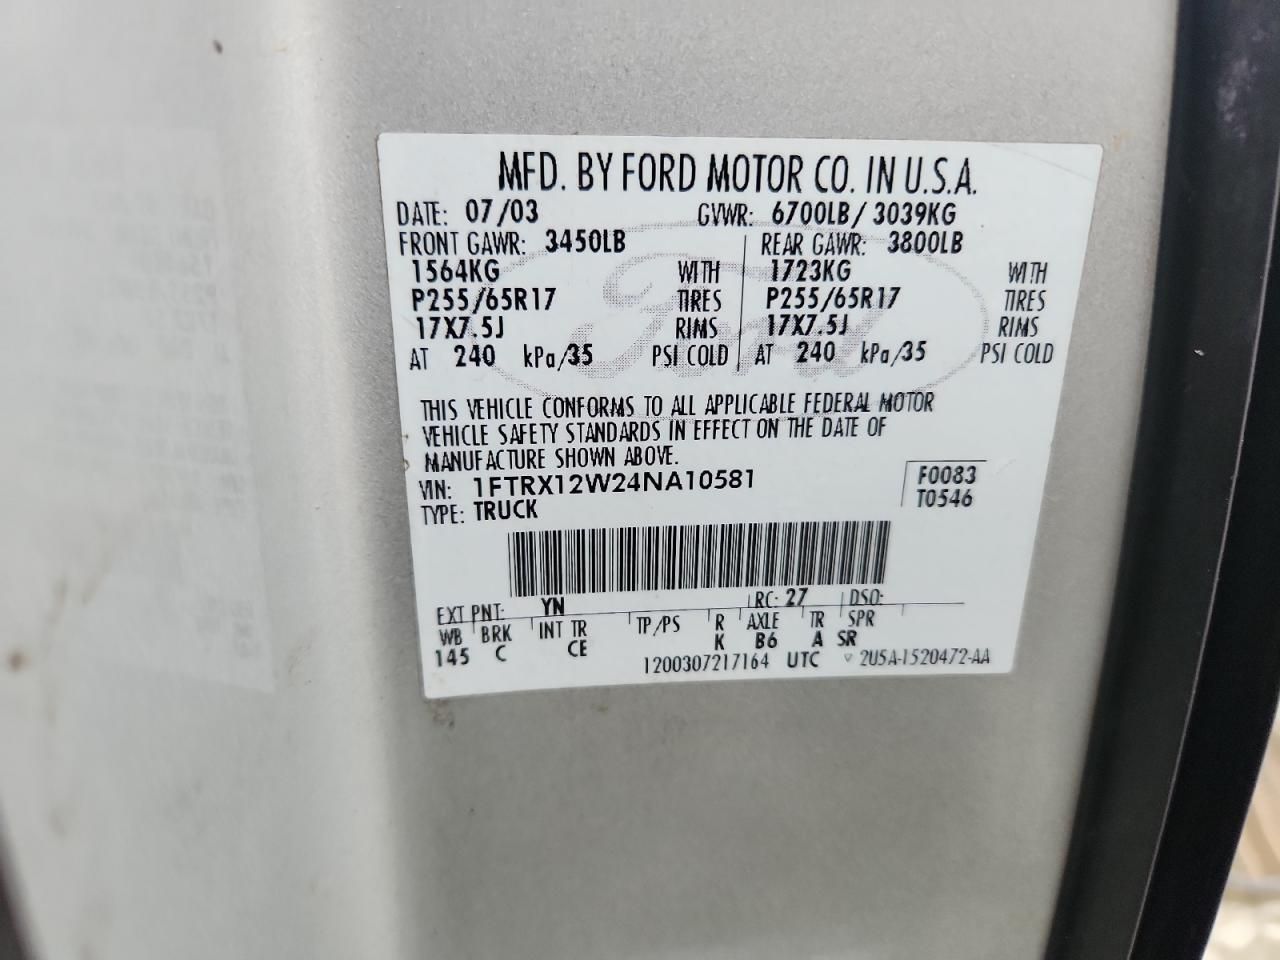 MFD. BY FORD MOTOR CO. IN U.S.A.
DATE: 07/03 GVWR: 6700LB/ 3039KG
FRONT GAWR: 3450LB REAR GAWR: 3800LB
1564KG WITH 1723KG WITH
P255/65R17 TIRES P255/65R17 TIRES
17X7.5J RIMS 17X7.5J RIMS
AT 240 kPa/35 PSI COLD AT 240 kPa/35 PSI COLD
Ford
THIS VEHICLE CONFORMS TO ALL APPLICABLE FEDERAL MOTOR
VEHICLE SAFETY STANDARDS IN EFFECT ON THE DATE OF
MANUFACTURE SHOWN ABOVE.
VIN: 1FTRX12W24NA10581 F0083
TYPE: TRUCK T0546
EXT PNT: YN RC: 27 DSO:
WB BRK INT TR TP/PS R AXLE TR SPR
145 C CE K B6 A SR
1200307217164 UTC 2U5A-1520472-AA